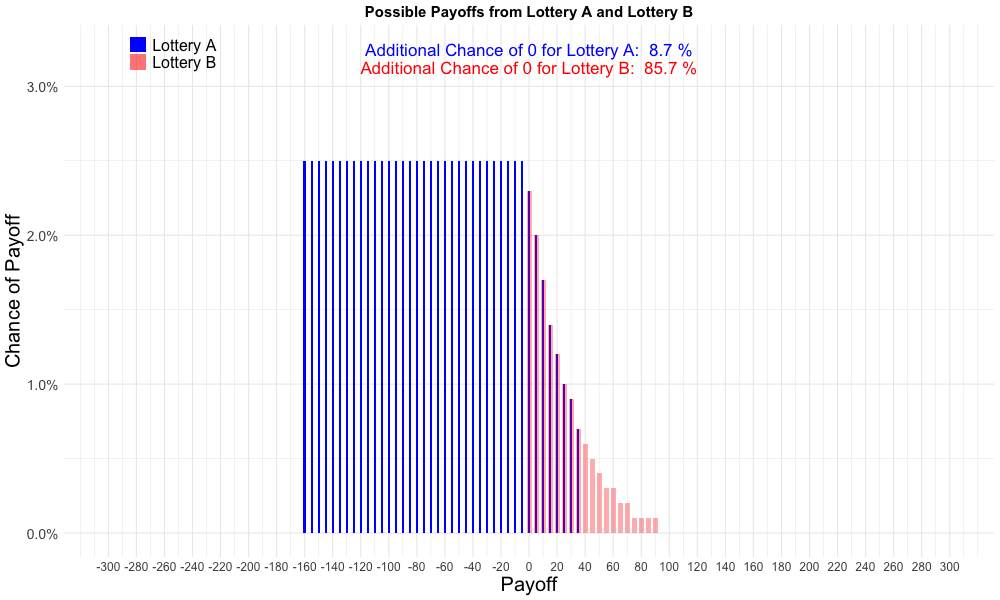 Possible Payoffs from Lottery A and Lottery B
Lottery A
Lottery B
Additional Chance of 0 for Lottery A:  8.7 %
Additional Chance of 0 for Lottery B:  85.7 %
Chance of Payoff
3.0%
2.0%
1.0%
0.0%
-300 -280 -260 -240 -220 -200 -180 -160 -140 -120 -100 -80 -60 -40 -20 0 20 40 60 80 100 120 140 160 180 200 220 240 260 280 300
Payoff